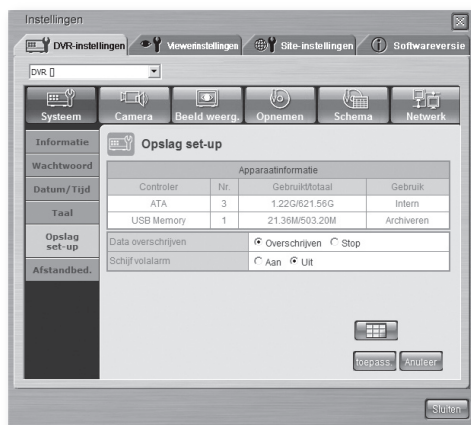 Instellingen
DVR-instellingen Viewerinstellingen Site-instellingen Softwareversie
DVR []
Systeem Camera Beeld weerg. Opnemen Schema Netwerk
Informatie
Wachtwoord
Datum/Tijd
Taal
Opslag
set-up
Afstandbed.
Opslag set-up
Apparaatinformatie
Controler Nr. Gebruikt/totaal Gebruik
ATA 3 1.22G/621.56G Intern
USB Memory 1 21.36M/503.20M Archiveren
Data overschrijven Overschrijven Stop
Schijf volalarm Aan Uit
toepass. Anuleer
Sluiten